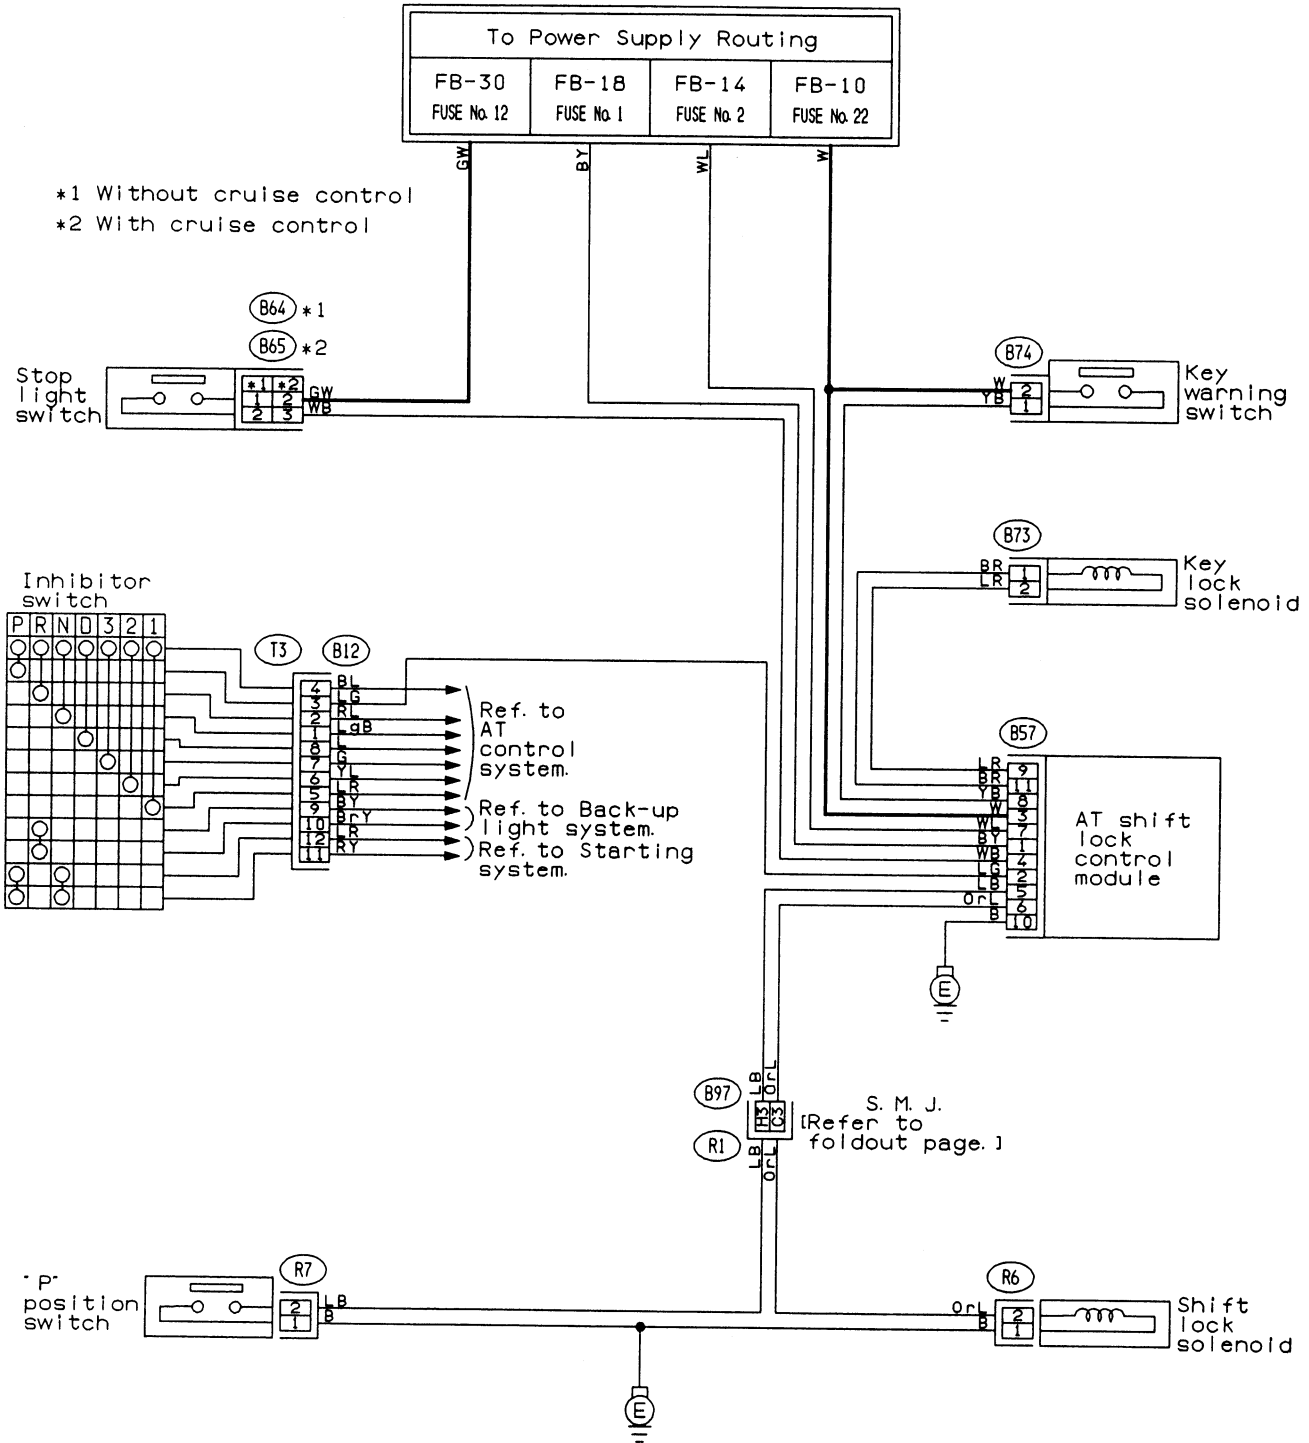 To Power Supply Routing
FB-30 FB-18 FB-14 FB-10
FUSE No. 12 FUSE No. 1 FUSE No. 2 FUSE No. 22
GW BY WL W
*1 Without cruise control
*2 With cruise control
B64 *1
B65 *2
Stop
light
switch
*1 *2
1 2 GW
2 3 WB
B74
W 2
YB 1
Key
warning
switch
B73
BR 1
LR 2
Key
lock
solenoid
Inhibitor
switch
P R N D 3 2 1
T3 B12
4 BL
3 LG
2 RL
1 LgB
8 L
7 G
6 YL
5 LR
9 BY
10 BrY
12 LR
11 RY
Ref. to
AT
control
system.
Ref. to Back-up
light system.
Ref. to Starting
system.
B57
LR 9
BR 11
YB 8
W 3
WL 7
BY 1
WB 4
LG 2
LB 5
OrL 6
B 10
AT shift
lock
control
module
E
B97
LB OrL
H3 C3
R1
LB OrL
S. M. J.
[Refer to
foldout page. ]
"P"
position
switch
R7
2 LB
1 B
R6
OrL 2
B 1
Shift
lock
solenoid
E